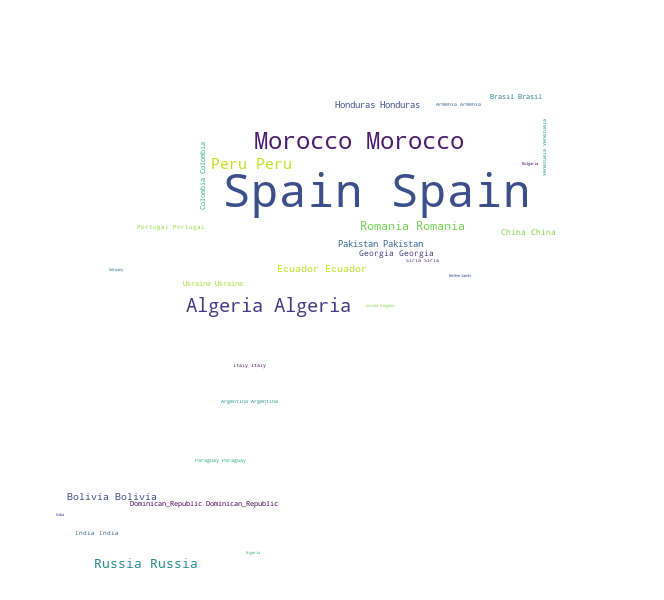 Brasil Brasil
Honduras Honduras
Armenia Armenia
Morocco Morocco
Colombia Colombia
Peru Peru
Bulgaria
Spain Spain
Portugal Portugal
Romania Romania
China China
Pakistan Pakistan
Georgia Georgia
Siria Siria
Germany
Ecuador Ecuador
Netherlands
Ukraine Ukraine
Algeria Algeria
United Kingdom
Italy Italy
Argentina Argentina
Paraguay Paraguay
Bolivia Bolivia
Dominican_Republic Dominican_Republic
Cuba
India India
Nigeria
Russia Russia